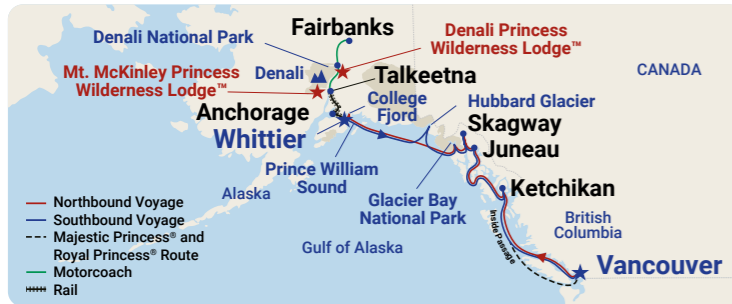 Fairbanks
Denali National Park
Denali Princess
Wilderness Lodge™
Mt. McKinley Princess
Wilderness Lodge™
Denali
Talkeetna
CANADA
College
Fjord
Hubbard Glacier
Anchorage
Whittier
Skagway
Juneau
Prince William
Sound
Glacier Bay
National Park
Ketchikan
Alaska
Inside Passage
British
Columbia
Gulf of Alaska
Vancouver
Northbound Voyage
Southbound Voyage
Majestic Princess® and
Royal Princess® Route
Motorcoach
Rail